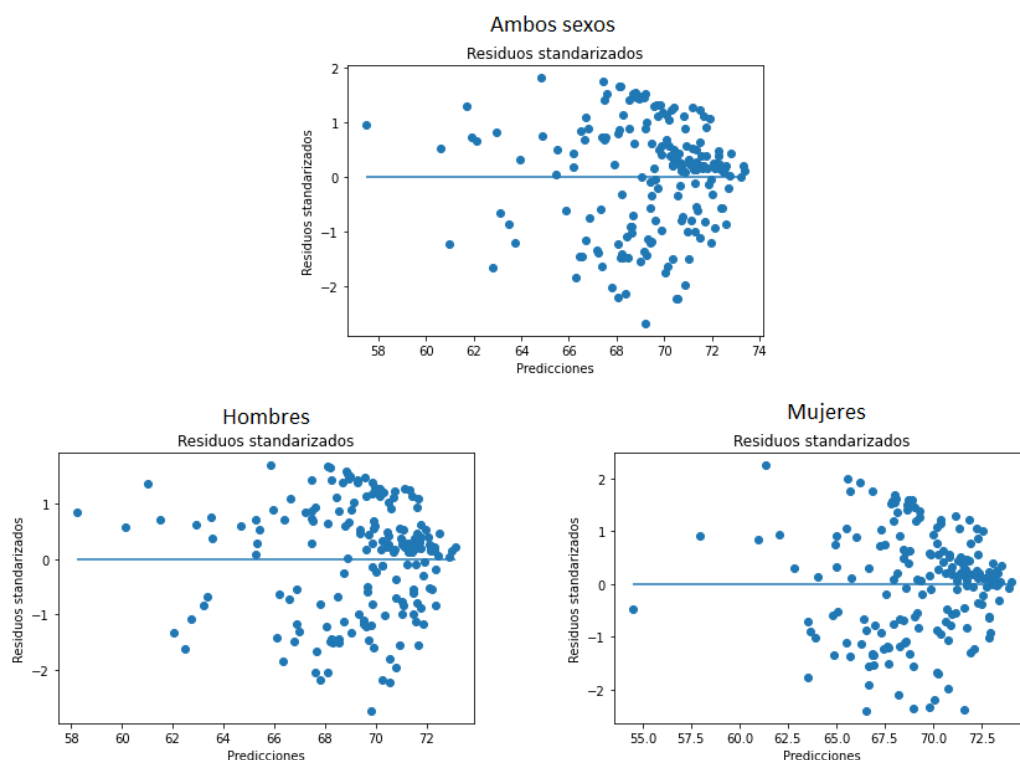 Ambos sexos
Residuos standarizados
Residuos standarizados
2
1
0
−1
−2
58 60 62 64 66 68 70 72 74
Predicciones
Hombres
Residuos standarizados
Residuos standarizados
1
0
−1
−2
58 60 62 64 66 68 70 72
Predicciones
Mujeres
Residuos standarizados
Residuos standarizados
2
1
0
−1
−2
55.0 57.5 60.0 62.5 65.0 67.5 70.0 72.5
Predicciones